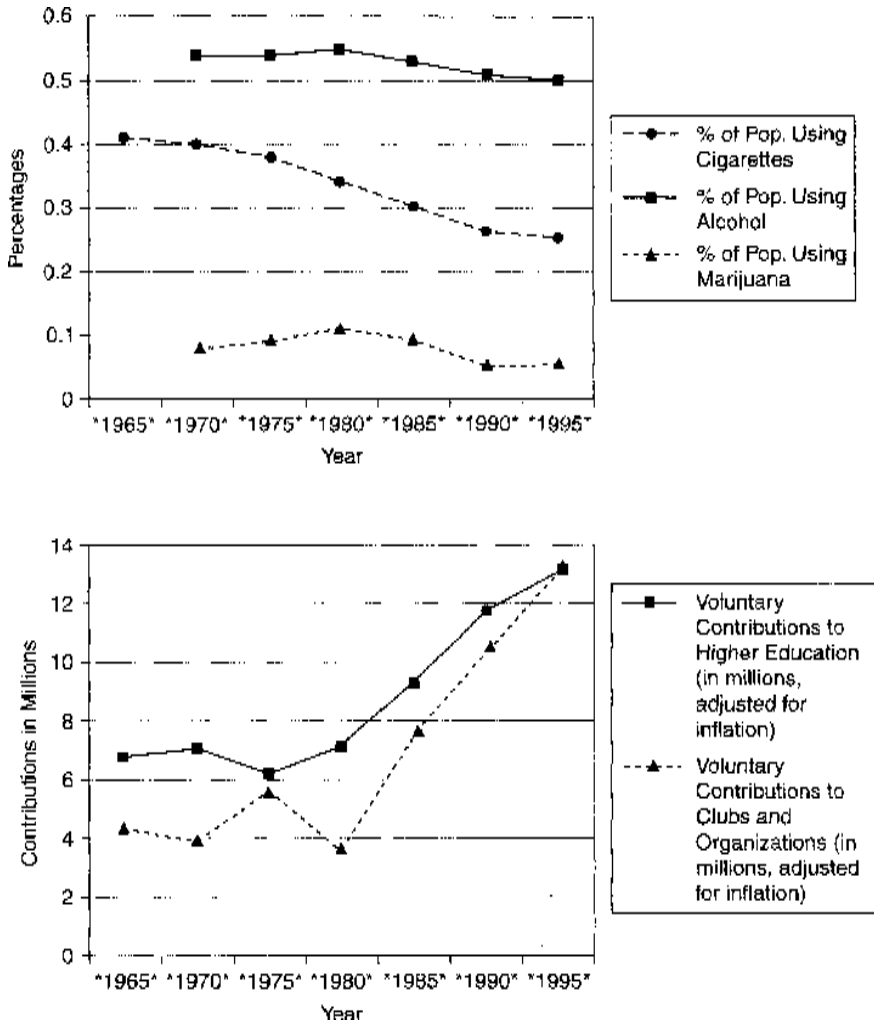 0.6
0.5
0.4
0.3
0.2
0.1
0
Percentages
*1965* *1970* *1975* *1980* *1985* *1990* *1995*
Year
% of Pop. Using
Cigarettes
% of Pop. Using
Alcohol
% of Pop. Using
Marijuana
14
12
10
8
6
4
2
0
Contributions in Millions
*1965* *1970* *1975* *1980* *1985* *1990* *1995*
Year
Voluntary
Contributions to
Higher Education
(in millions,
adjusted for
inflation)
Voluntary
Contributions to
Clubs and
Organizations (in
millions, adjusted
for inflation)